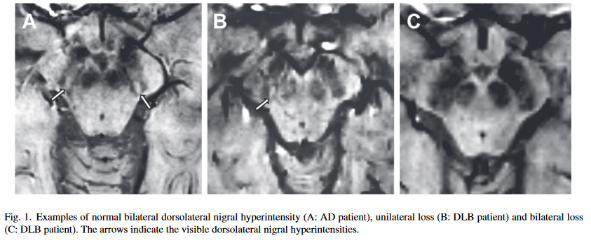 A
B
C
Fig. 1. Examples of normal bilateral dorsolateral nigral hyperintensity (A: AD patient), unilateral loss (B: DLB patient) and bilateral loss
(C: DLB patient). The arrows indicate the visible dorsolateral nigral hyperintensities.